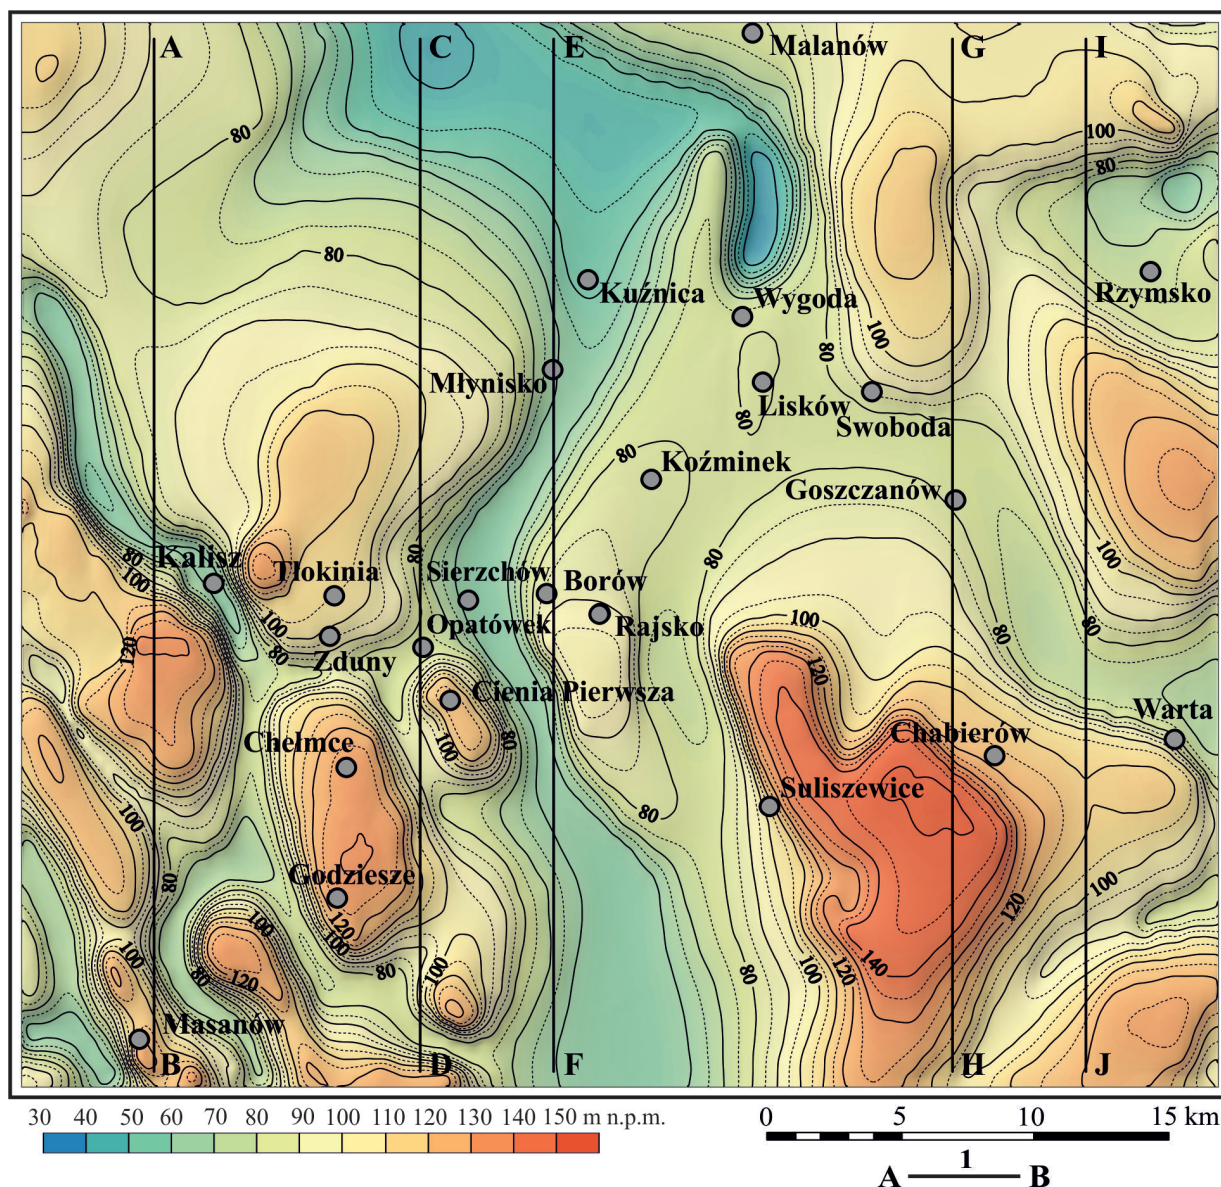 A
C
E
Malanów
G
I
80
100
80
80
Kuźnica
Wygoda
Rzymsko
100
80
Młynisko
Lisków
80
Swoboda
80
Koźminek
Goszczanów
80
Kalisz
100
Tłokinia
80
Sierzchów
Borów
80
100
100
120
80
Zduny
Opatówek
Rajsko
100
80
120
Cienia Pierwsza
Warta
Chełmce
100
80
Chabierów
100
Suliszewice
80
80
Godziesze
100
120
100
120
100
80
100
80
120
100
80
100
120
140
Masanów
B
D
F
H
J
30 40 50 60 70 80 90 100 110 120 130 140 150 m n.p.m.
0 5 10 15 km
1
A B